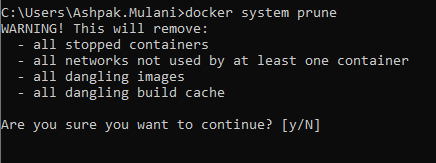 C:\Users\Ashpak.Mulani>docker system prune
WARNING! This will remove:
  - all stopped containers
  - all networks not used by at least one container
  - all dangling images
  - all dangling build cache

Are you sure you want to continue? [y/N]